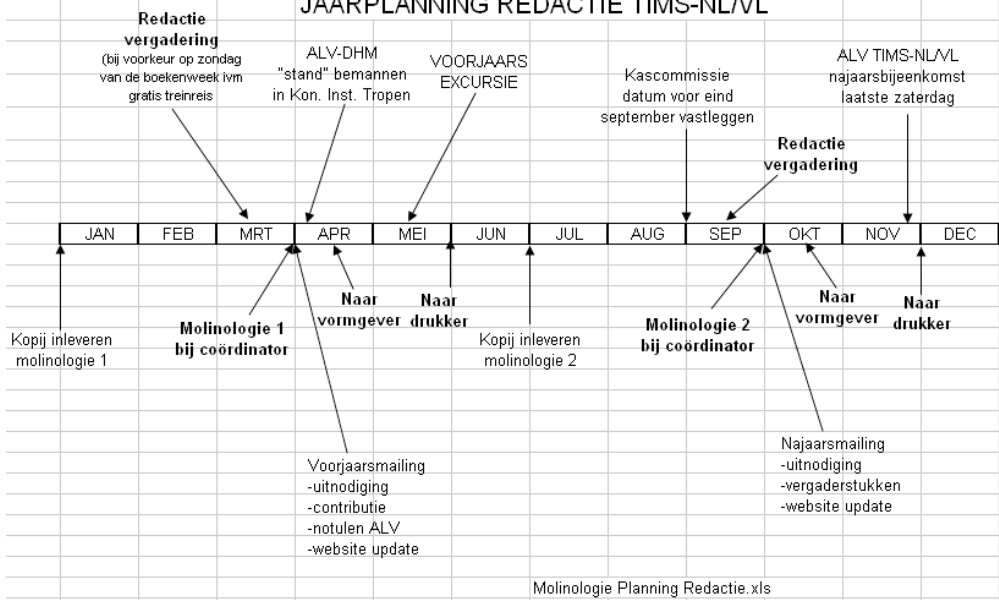 JAARPLANNING REDACTIE TIMS-NL/VL
Redactie
vergadering
(bij voorkeur op zondag
van de boekenweek ivm
gratis treinreis
ALV-DHM
"stand" bemannen
in Kon. Inst. Tropen
VOORJAARS
EXCURSIE
Kascommissie
datum voor eind
september vastleggen
Redactie
vergadering
ALV TIMS-NL/VL
najaarsbijeenkomst
laatste zaterdag
JAN FEB MRT APR MEI JUN JUL AUG SEP OKT NOV DEC
Kopij inleveren
molinologie 1
Molinologie 1
bij coördinator
Naar
vormgever
Naar
drukker
Kopij inleveren
molinologie 2
Molinologie 2
bij coördinator
Naar
vormgever
Naar
drukker
Voorjaarsmailing
-uitnodiging
-contributie
-notulen ALV
-website update
Najaarsmailing
-uitnodiging
-vergaderstukken
-website update
Molinologie Planning Redactie.xls